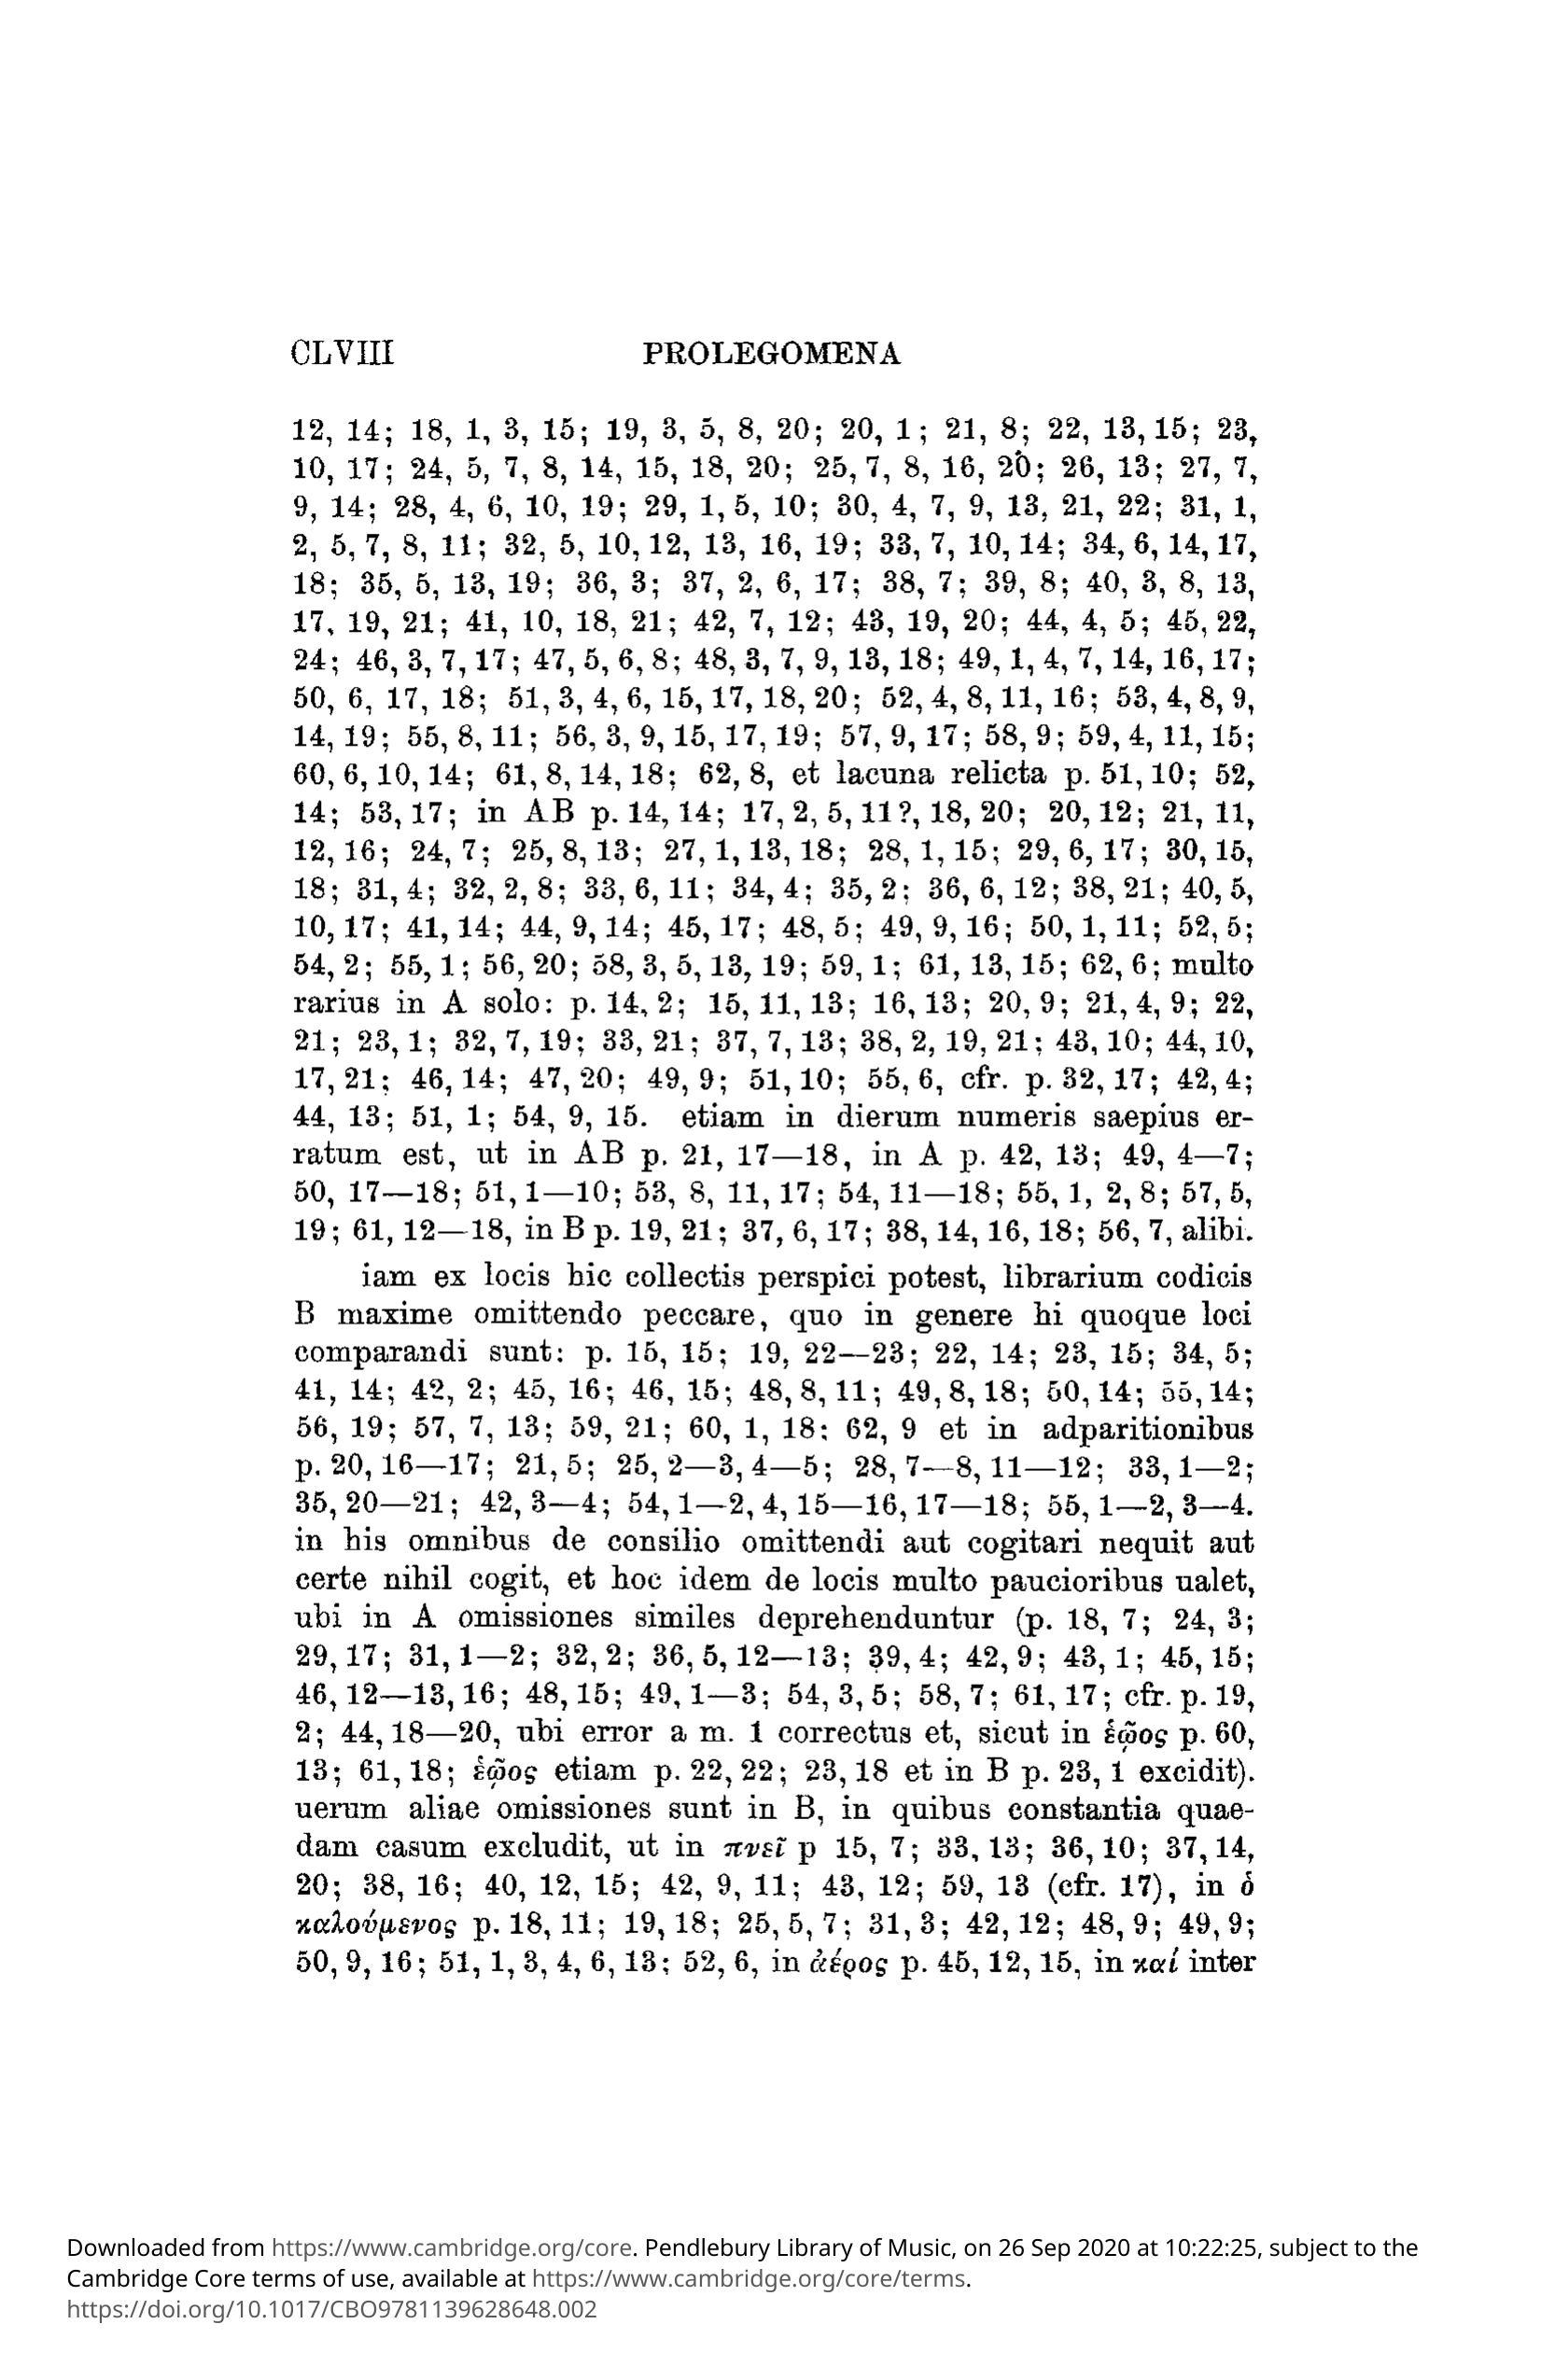 CLVIII PROLEGOMENA
12, 14; 18, 1, 3, 15; 19, 3, 5, 8, 20; 20, 1; 21, 8; 22, 13, 15; 23,
10, 17; 24, 5, 7, 8, 14, 15, 18, 20; 25, 7, 8, 16, 20; 26, 13; 27, 7,
9, 14; 28, 4, 6, 10, 19; 29, 1, 5, 10; 30, 4, 7, 9, 13, 21, 22; 31, 1,
2, 5, 7, 8, 11; 32, 5, 10, 12, 13, 16, 19; 33, 7, 10, 14; 34, 6, 14, 17,
18; 35, 5, 13, 19; 36, 3; 37, 2, 6, 17; 38, 7; 39, 8; 40, 3, 8, 13,
17, 19, 21; 41, 10, 18, 21; 42, 7, 12; 43, 19, 20; 44, 4, 5; 45, 22,
24; 46, 3, 7, 17; 47, 5, 6, 8; 48, 3, 7, 9, 13, 18; 49, 1, 4, 7, 14, 16, 17;
50, 6, 17, 18; 51, 3, 4, 6, 15, 17, 18, 20; 52, 4, 8, 11, 16; 53, 4, 8, 9,
14, 19; 55, 8, 11; 56, 3, 9, 15, 17, 19; 57, 9, 17; 58, 9; 59, 4, 11, 15;
60, 6, 10, 14; 61, 8, 14, 18; 62, 8, et lacuna relicta p. 51, 10; 52,
14; 53, 17; in AB p. 14, 14; 17, 2, 5, 11?, 18, 20; 20, 12; 21, 11,
12, 16; 24, 7; 25, 8, 13; 27, 1, 13, 18; 28, 1, 15; 29, 6, 17; 30, 15,
18; 31, 4; 32, 2, 8; 33, 6, 11; 34, 4; 35, 2; 36, 6, 12; 38, 21; 40, 5,
10, 17; 41, 14; 44, 9, 14; 45, 17; 48, 5; 49, 9, 16; 50, 1, 11; 52, 5;
54, 2; 55, 1; 56, 20; 58, 3, 5, 13, 19; 59, 1; 61, 13, 15; 62, 6; multo
rarius in A solo: p. 14, 2; 15, 11, 13; 16, 13; 20, 9; 21, 4, 9; 22,
21; 23, 1; 32, 7, 19; 33, 21; 37, 7, 13; 38, 2, 19, 21; 43, 10; 44, 10,
17, 21; 46, 14; 47, 20; 49, 9; 51, 10; 55, 6, cfr. p. 32, 17; 42, 4;
44, 13; 51, 1; 54, 9, 15. etiam in dierum numeris saepius er-
ratum est, ut in AB p. 21, 17—18, in A p. 42, 13; 49, 4—7;
50, 17—18; 51, 1—10; 53, 8, 11, 17; 54, 11—18; 55, 1, 2, 8; 57, 5,
19; 61, 12—18, in B p. 19, 21; 37, 6, 17; 38, 14, 16, 18; 56, 7, alibi.
iam ex locis hic collectis perspici potest, librarium codicis
B maxime omittendo peccare, quo in genere hi quoque loci
comparandi sunt: p. 15, 15; 19, 22—23; 22, 14; 23, 15; 34, 5;
41, 14; 42, 2; 45, 16; 46, 15; 48, 8, 11; 49, 8, 18; 50, 14; 55, 14;
56, 19; 57, 7, 13; 59, 21; 60, 1, 18; 62, 9 et in adparitionibus
p. 20, 16—17; 21, 5; 25, 2—3, 4—5; 28, 7—8, 11—12; 33, 1—2;
35, 20—21; 42, 3—4; 54, 1—2, 4, 15—16, 17—18; 55, 1—2, 3—4.
in his omnibus de consilio omittendi aut cogitari nequit aut
certe nihil cogit, et hoc idem de locis multo paucioribus ualet,
ubi in A omissiones similes deprehenduntur (p. 18, 7; 24, 3;
29, 17; 31, 1—2; 32, 2; 36, 5, 12—13; 39, 4; 42, 9; 43, 1; 45, 15;
46, 12—13, 16; 48, 15; 49, 1—3; 54, 3, 5; 58, 7; 61, 17; cfr. p. 19,
2; 44, 18—20, ubi error a m. 1 correctus et, sicut in ἑῷος p. 60,
13; 61, 18; ἑῷος etiam p. 22, 22; 23, 18 et in B p. 23, 1 excidit).
uerum aliae omissiones sunt in B, in quibus constantia quae-
dam casum excludit, ut in πνεῖ p 15, 7; 33, 13; 36, 10; 37, 14,
20; 38, 16; 40, 12, 15; 42, 9, 11; 43, 12; 59, 13 (cfr. 17), in ὁ
καλούμενος p. 18, 11; 19, 18; 25, 5, 7; 31, 3; 42, 12; 48, 9; 49, 9;
50, 9, 16; 51, 1, 3, 4, 6, 13; 52, 6, in ἀέρος p. 45, 12, 15, in καί inter
Downloaded from https://www.cambridge.org/core. Pendlebury Library of Music, on 26 Sep 2020 at 10:22:25, subject to the
Cambridge Core terms of use, available at https://www.cambridge.org/core/terms.
https://doi.org/10.1017/CBO9781139628648.002